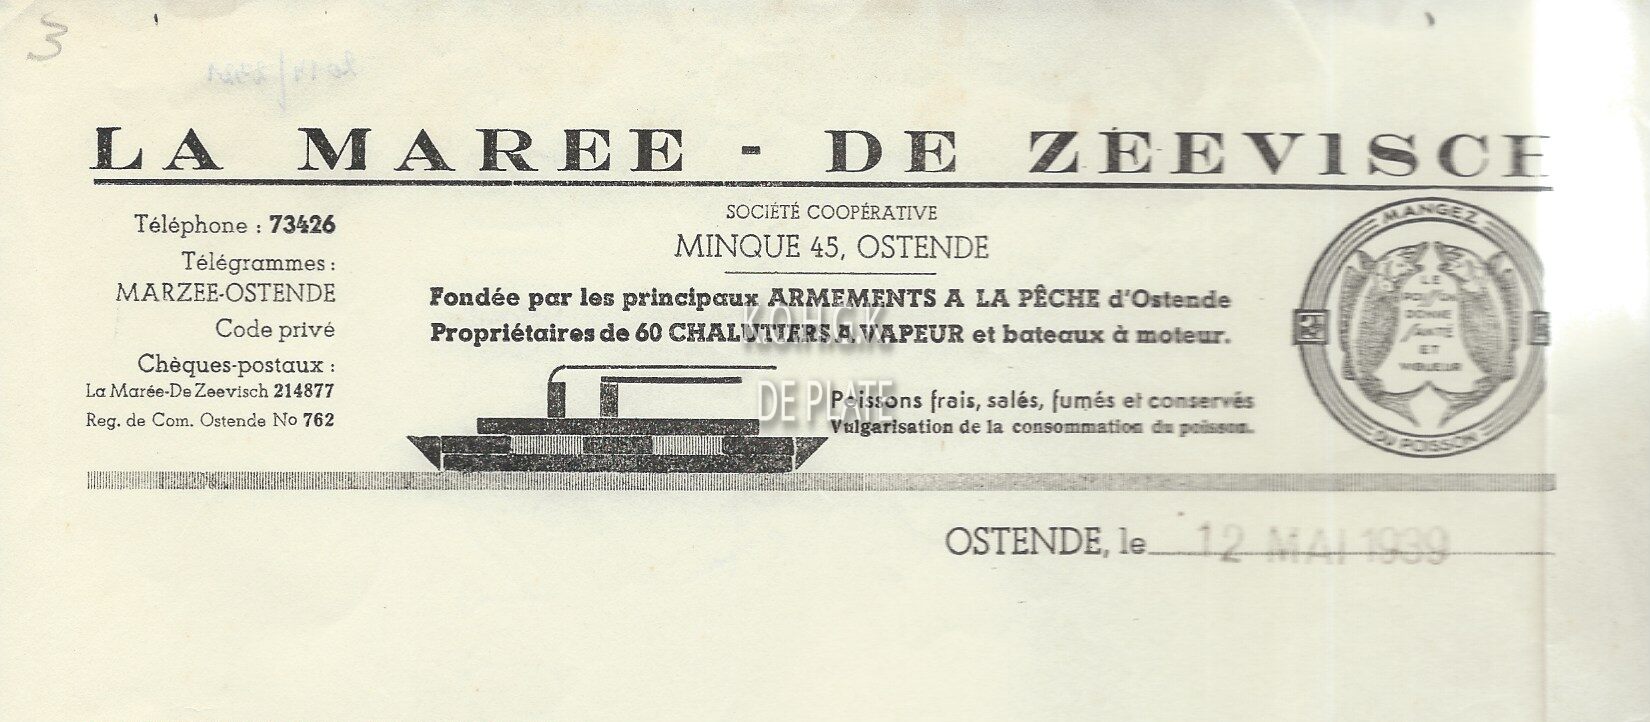 3
LA MAREE - DE ZEEVISCH
Téléphone : 73426
Télégrammes :
MARZEE-OSTENDE
Code privé
Chèques-postaux :
La Marée-De Zeevisch 214877
Reg. de Com. Ostende No 762
SOCIÉTÉ COOPÉRATIVE
MINQUE 45, OSTENDE
Fondée par les principaux ARMEMENTS A LA PÊCHE d'Ostende
Propriétaires de 60 CHALUTIERS A VAPEUR et bateaux à moteur.
KOHGK
DE PLATE
Poissons frais, salés, fumés et conservés
Vulgarisation de la consommation du poisson.
MANGEZ
LE
POISSON
DONNE
SANTÉ
ET
VIGUEUR
DU POISSON
OSTENDE, le 12 MAI 1939